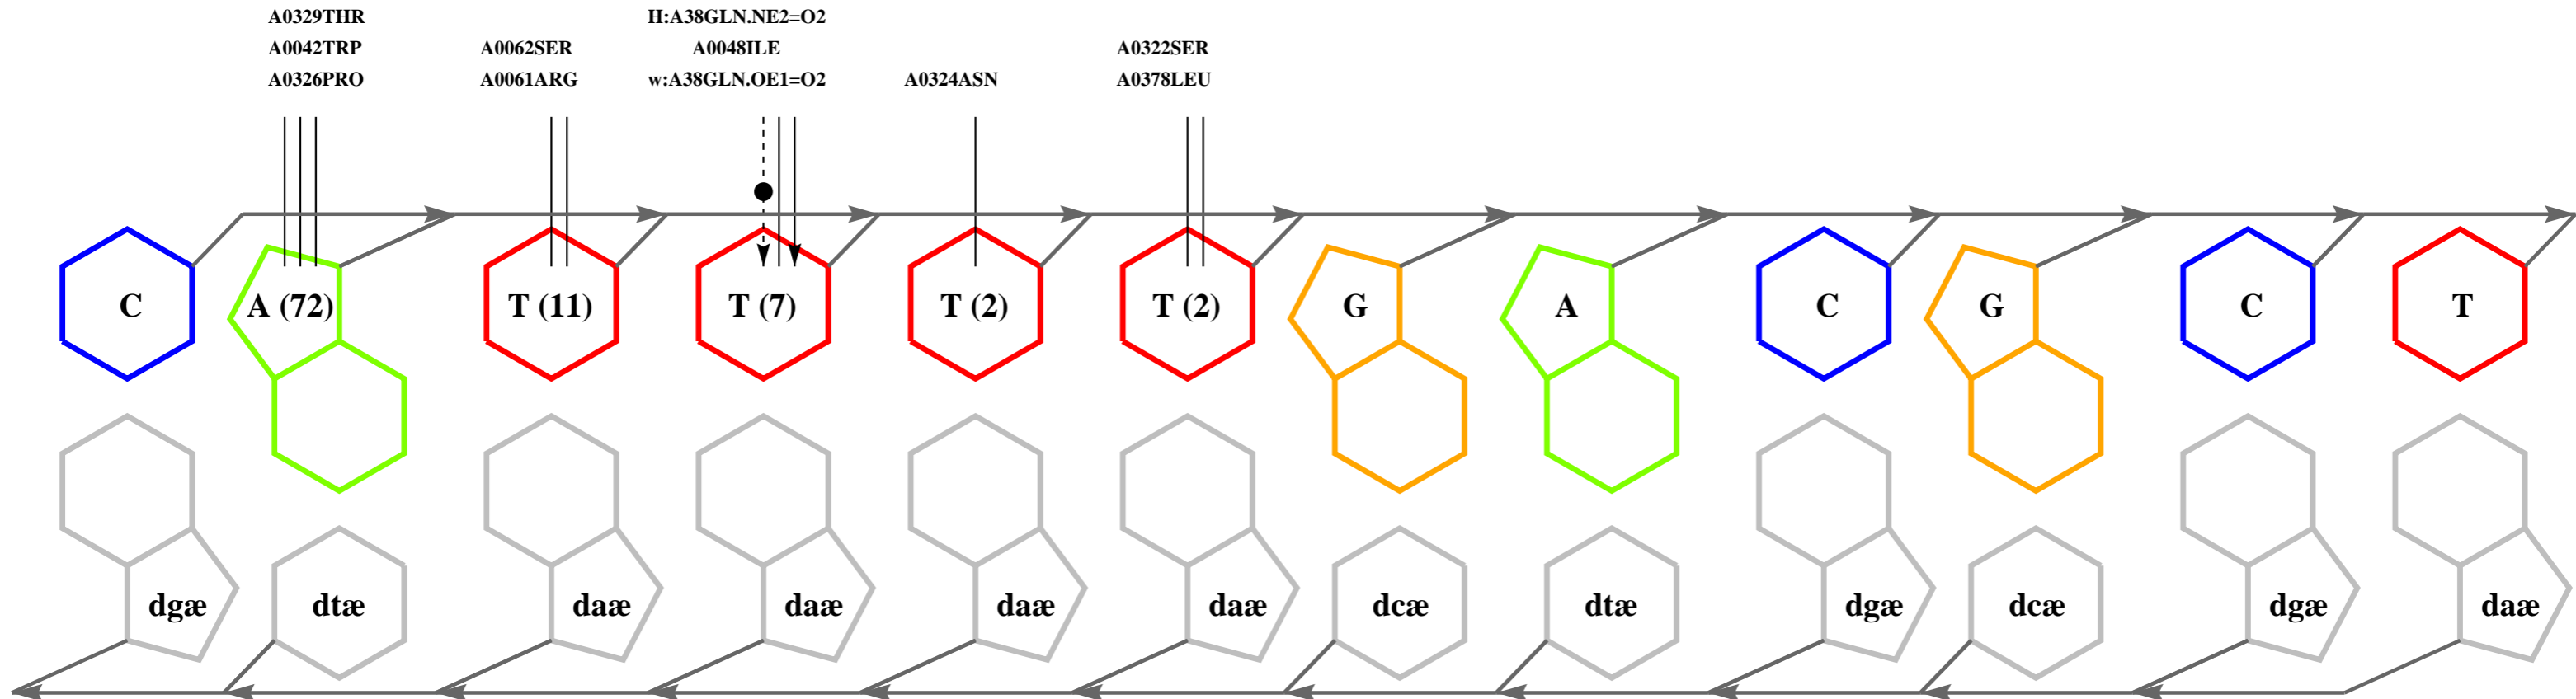 A0329THR H:A38GLN.NE2=O2
A0042TRP A0062SER A0048ILE A0322SER
A0326PRO A0061ARG w:A38GLN.OE1=O2 A0324ASN A0378LEU
C A (72) T (11) T (7) T (2) T (2) G A C G C T
dgæ dtæ daæ daæ daæ daæ dcæ dtæ dgæ dcæ dgæ daæ